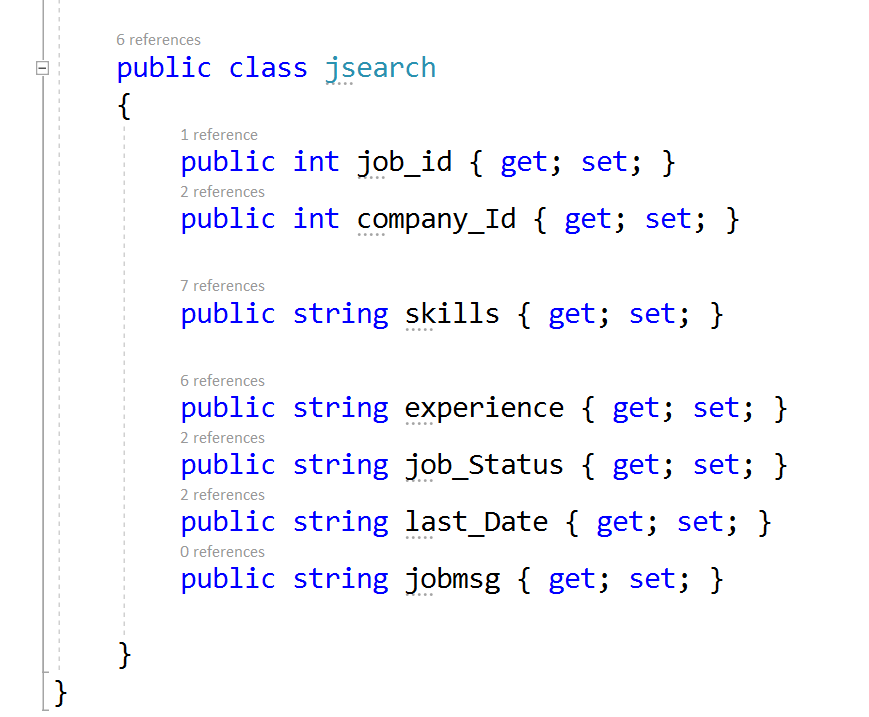 6 references
public class jsearch
{
1 reference
public int job_id { get; set; }
2 references
public int company_Id { get; set; }
7 references
public string skills { get; set; }
6 references
public string experience { get; set; }
2 references
public string job_Status { get; set; }
2 references
public string last_Date { get; set; }
0 references
public string jobmsg { get; set; }
}
}